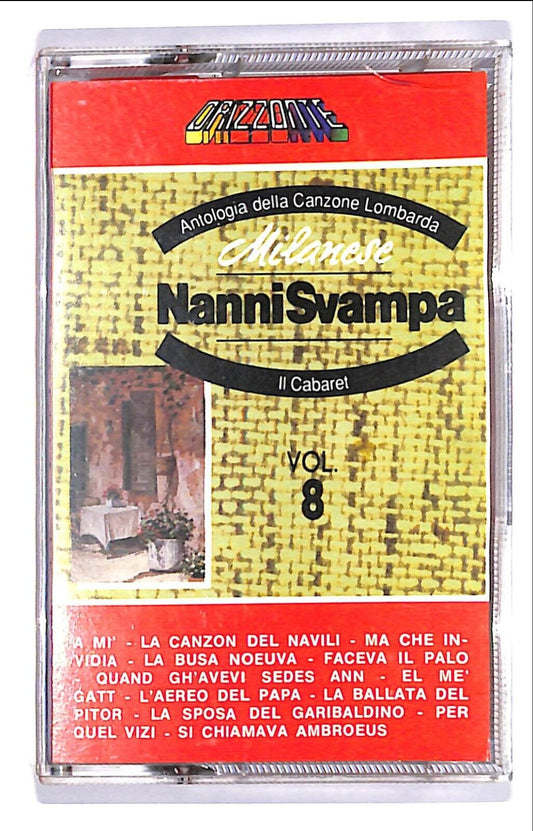 ORIZZONTE
Antologia della Canzone Lombarda
Milanese
NanniSvampa
Il Cabaret
VOL.
8
A MI' - LA CANZON DEL NAVILI - MA CHE IN-
VIDIA - LA BUSA NOEUVA - FACEVA IL PALO
- QUAND GH'AVEVI SEDES ANN - EL ME'
GATT - L'AEREO DEL PAPA - LA BALLATA DEL
PITOR - LA SPOSA DEL GARIBALDINO - PER
QUEL VIZI - SI CHIAMAVA AMBROEUS